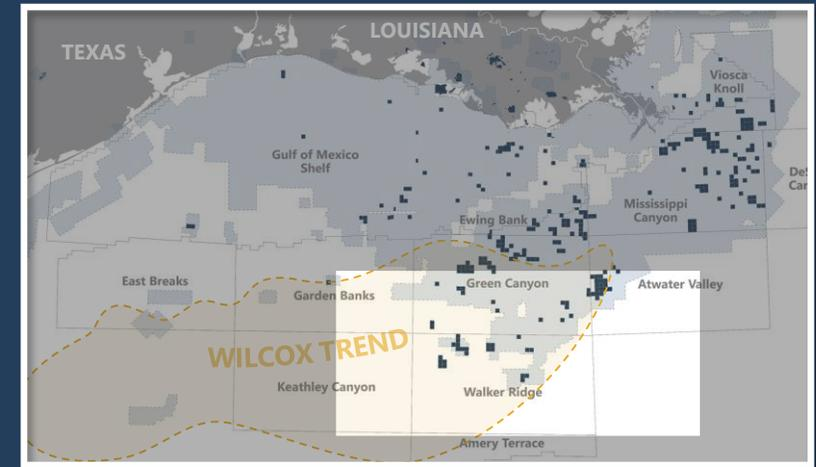 LOUISIANA
TEXAS
Viosca
Knoll
Gulf of Mexico
Shelf
Mississippi
Canyon
Ewing Bank
East Breaks
Garden Banks
Green Canyon
Atwater Valley
WILCOX TREND
Keathley Canyon
Walker Ridge
Amery Terrace